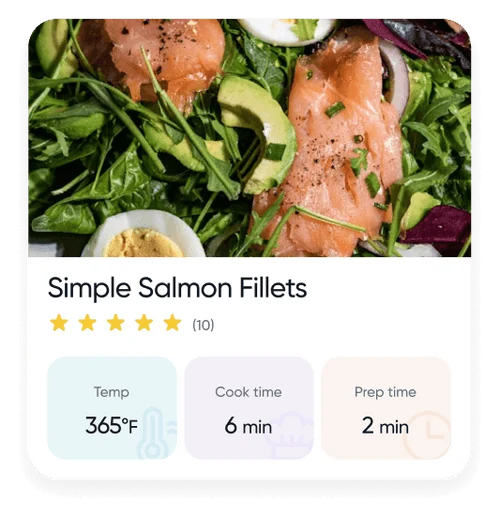 Simple Salmon Fillets
(10)
Temp
Cook time
Prep time
365°F
6 min
2 min